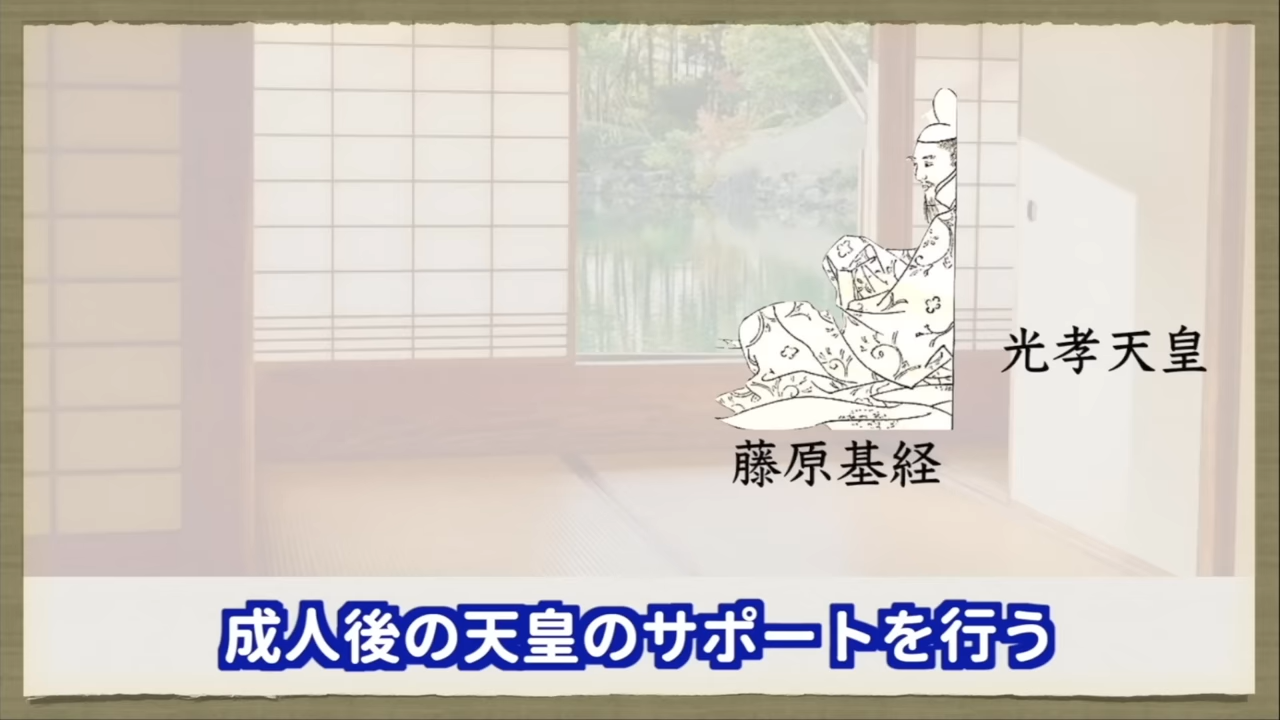 光孝天皇
藤原基経
成人後の天皇のサポートを行う